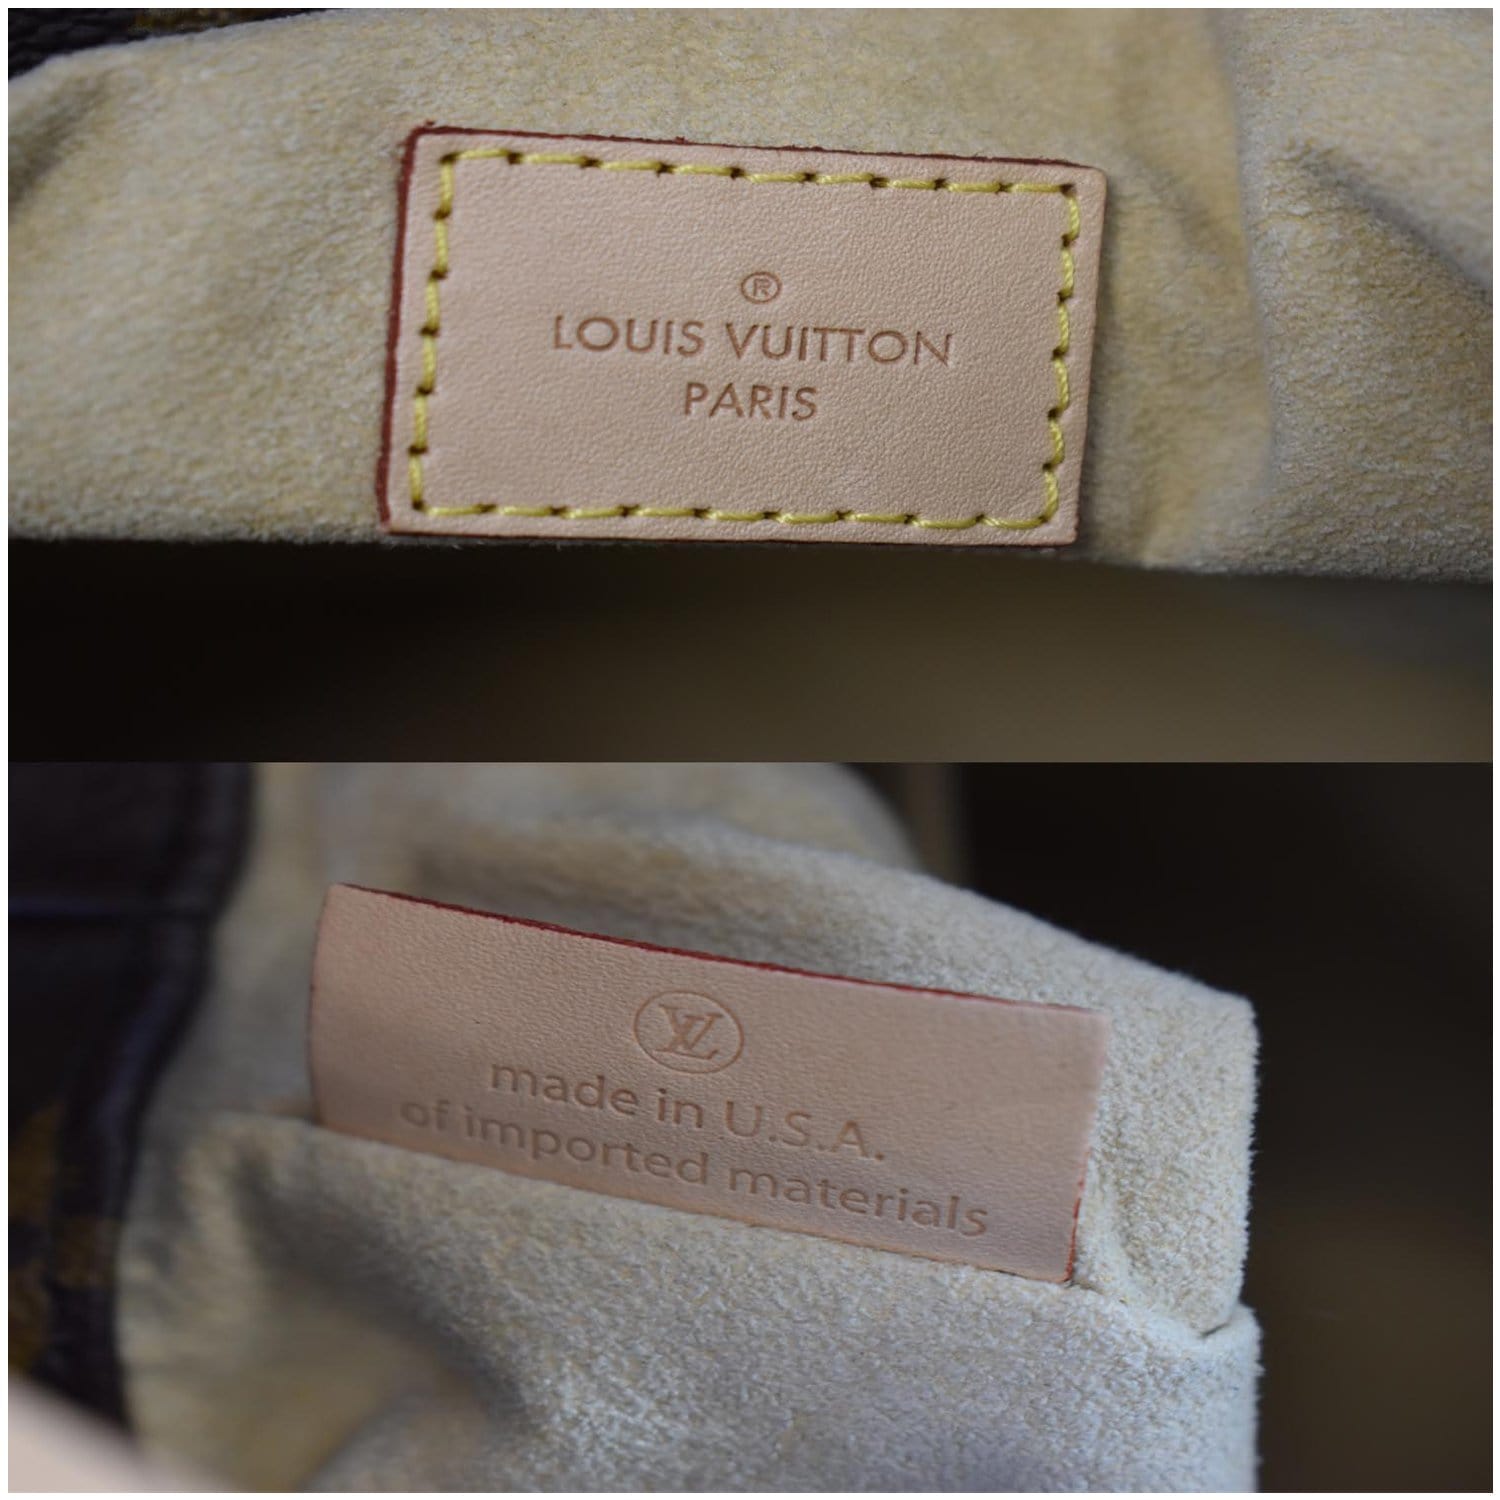 ®
LOUIS VUITTON
PARIS
LV
made in U.S.A.
of imported materials